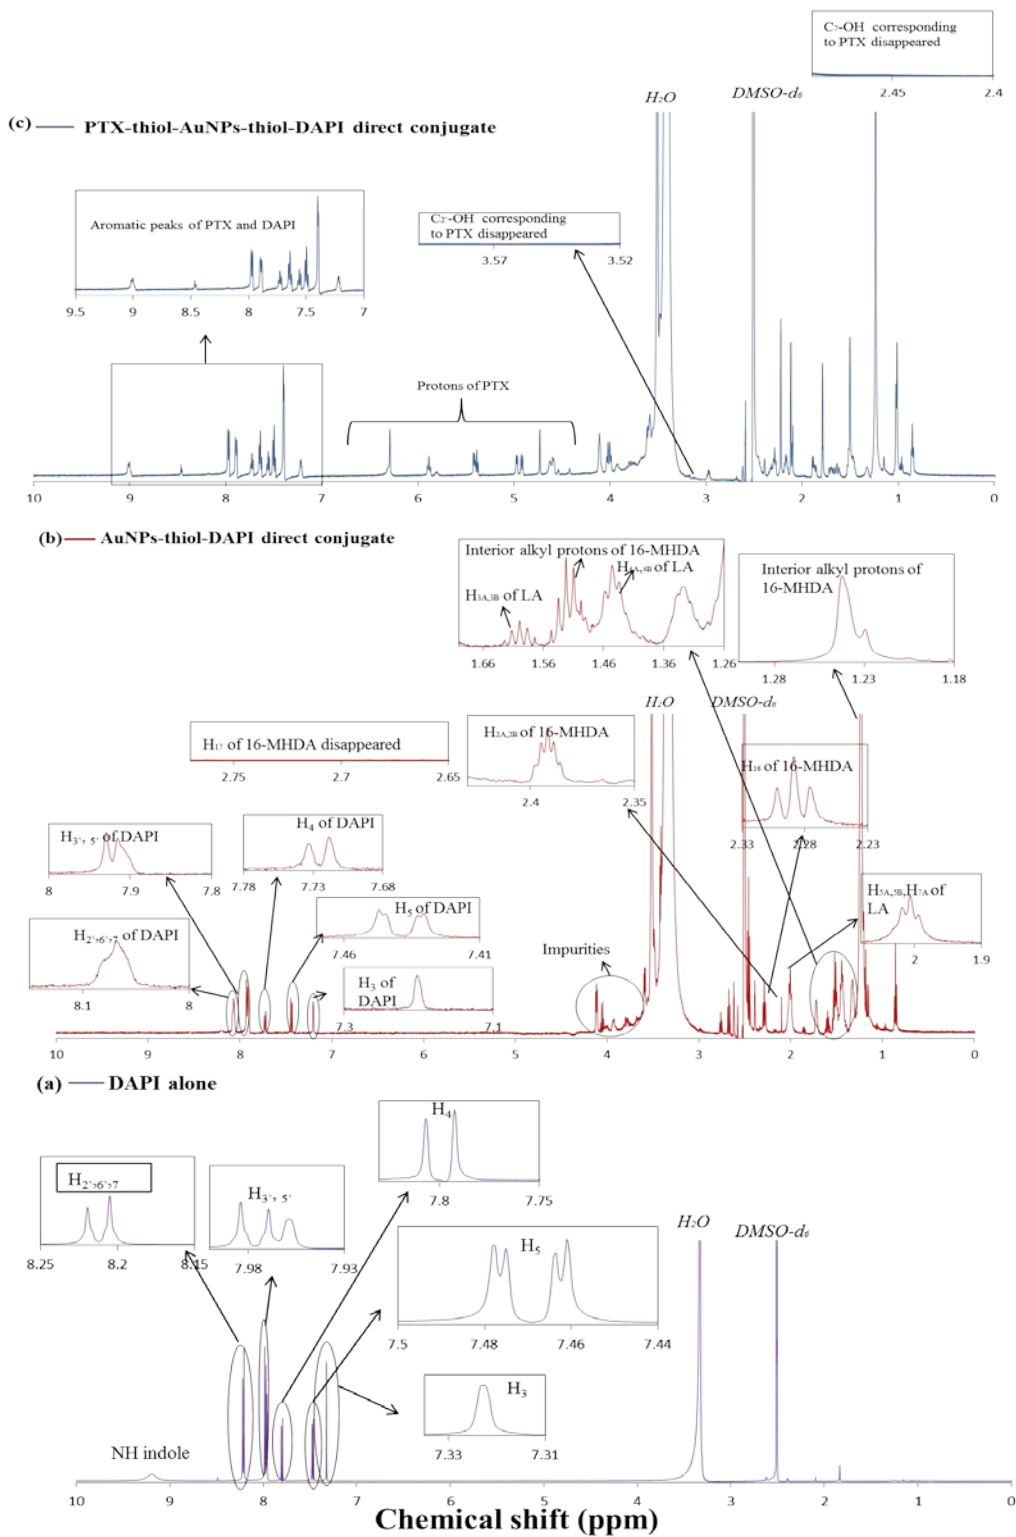 C₇-OH corresponding
to PTX disappeared
2.45 2.4
H₂O
DMSO-d₆
(c) PTX-thiol-AuNPs-thiol-DAPI direct conjugate
Aromatic peaks of PTX and DAPI
9.5 9 8.5 8 7.5 7
C₂'-OH corresponding
to PTX disappeared
3.57 3.52
Protons of PTX
10 9 8 7 6 5 4 3 2 1 0
(b) AuNPs-thiol-DAPI direct conjugate
Interior alkyl protons of 16-MHDA
H₄A,₄B of LA
H₃A,₃B of LA
1.66 1.56 1.46 1.36 1.26
Interior alkyl protons of
16-MHDA
1.28 1.23 1.18
H₂O
DMSO-d₆
H₁₇ of 16-MHDA disappeared
2.75 2.7 2.65
H₂A,₂B of 16-MHDA
2.4 2.35
H₁₆ of 16-MHDA
2.33 2.28 2.23
H₃', ₅' of DAPI
8 7.9 7.8
H₄ of DAPI
7.78 7.73 7.68
H₅ of DAPI
7.46 7.41
H₅A,₅B,H₇A of
LA
2 1.9
H₂',₆',₇ of DAPI
8.1 8
H₃ of
DAPI
7.3 7.1
Impurities
10 9 8 7 6 5 4 3 2 1 0
(a) DAPI alone
H₄
7.8 7.75
H₂',₆',₇
8.25 8.2 8.15
H₃', ₅'
7.98 7.93
H₅
7.5 7.48 7.46 7.44
H₂O
DMSO-d₆
H₃
7.33 7.31
NH indole
10 9 8 7 6 5 4 3 2 1 0
Chemical shift (ppm)